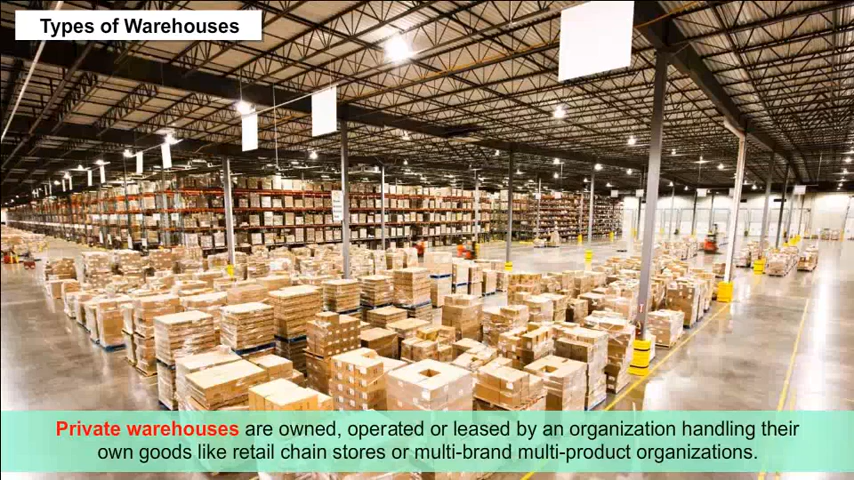 Types of Warehouses
Private warehouses are owned, operated or leased by an organization handling their
own goods like retail chain stores or multi-brand multi-product organizations.